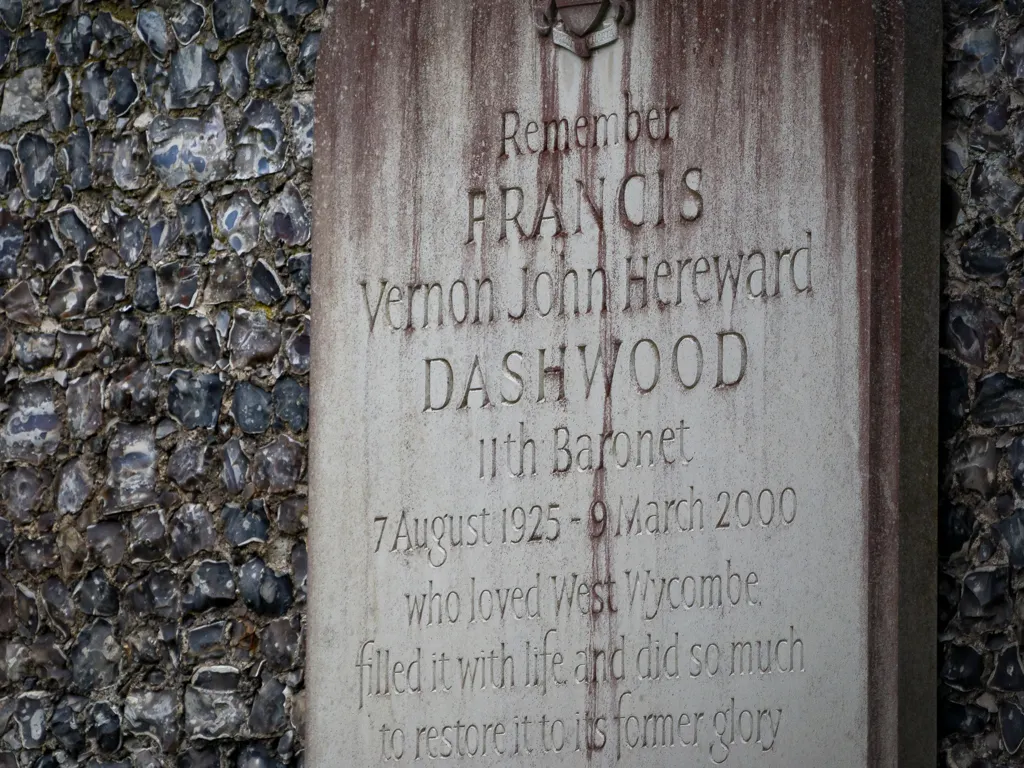 Remember
FRANCIS
Vernon John Hereward
DASHWOOD
11th Baronet
7 August 1925 - 9 March 2000
who loved West Wycombe,
filled it with life and did so much
to restore it to its former glory